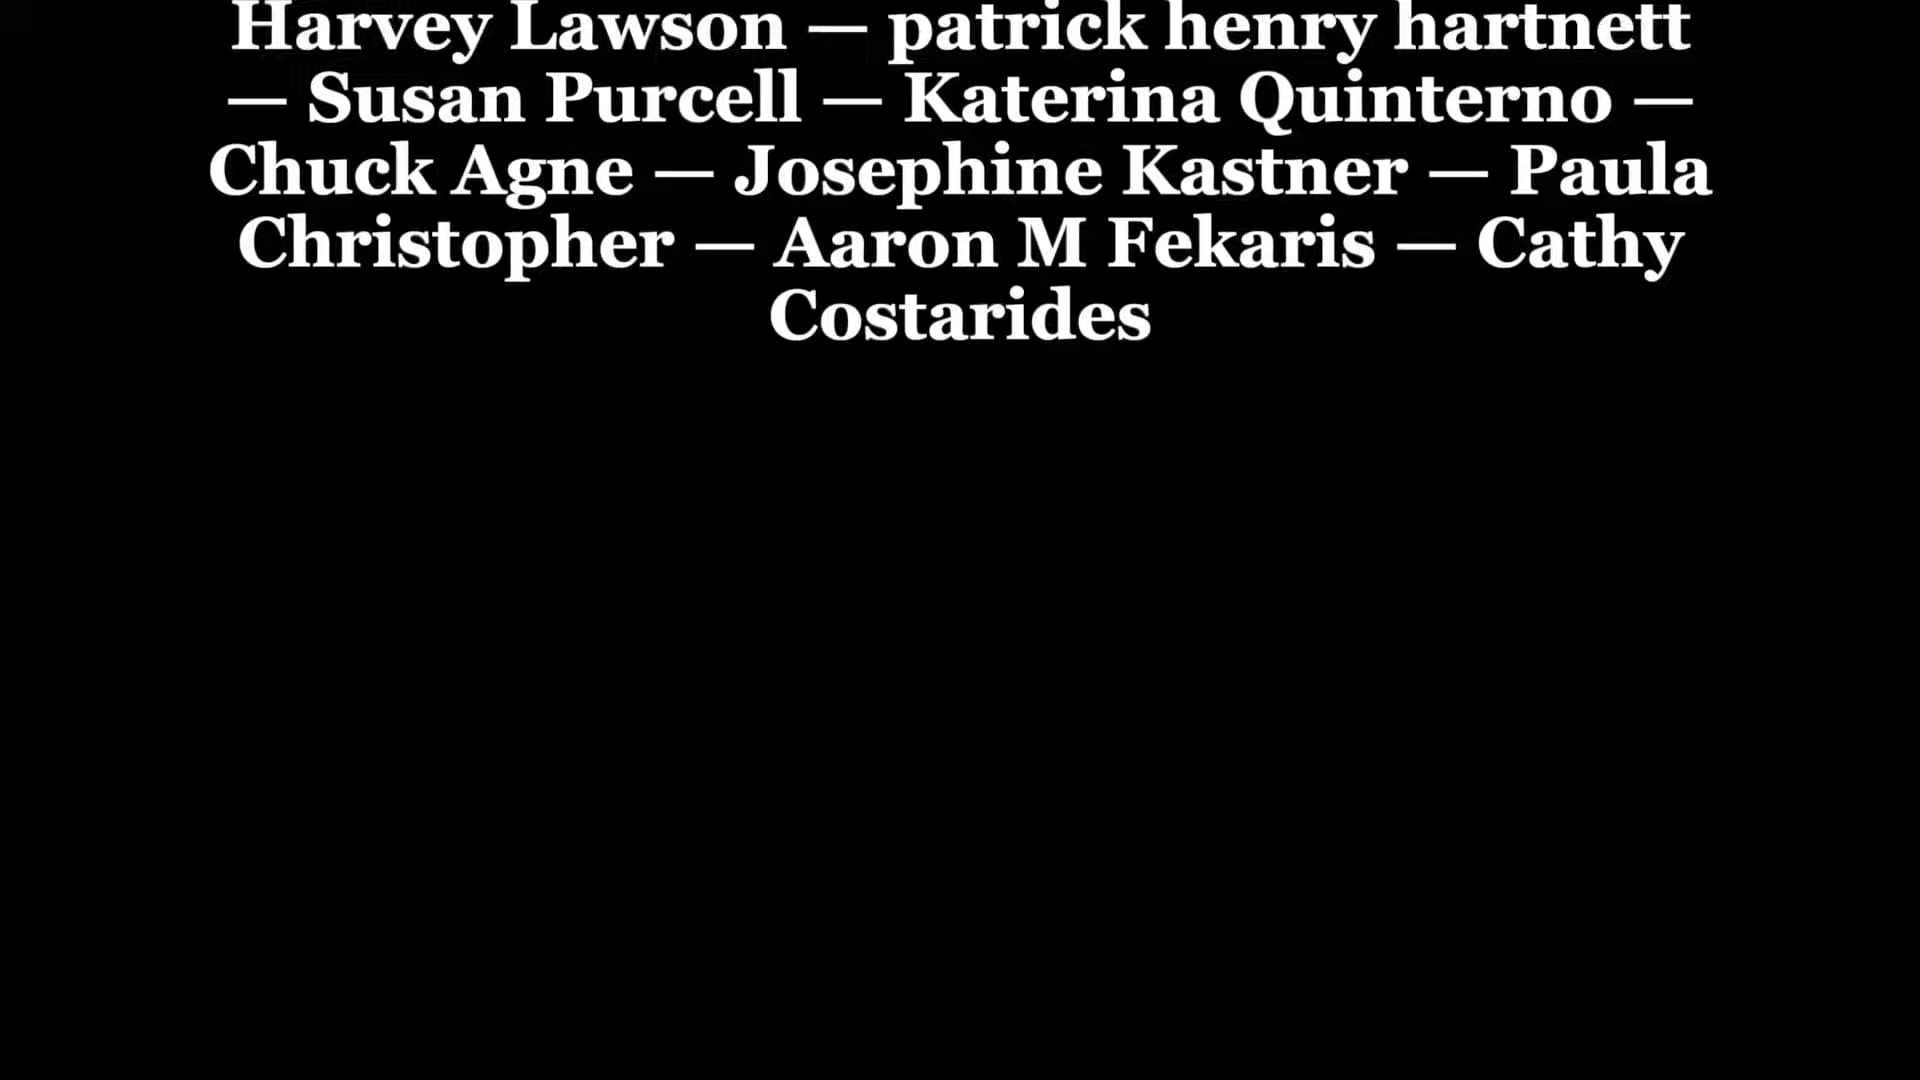 Harvey Lawson — patrick henry hartnett
— Susan Purcell — Katerina Quinterno —
Chuck Agne — Josephine Kastner — Paula
Christopher — Aaron M Fekaris — Cathy
Costarides